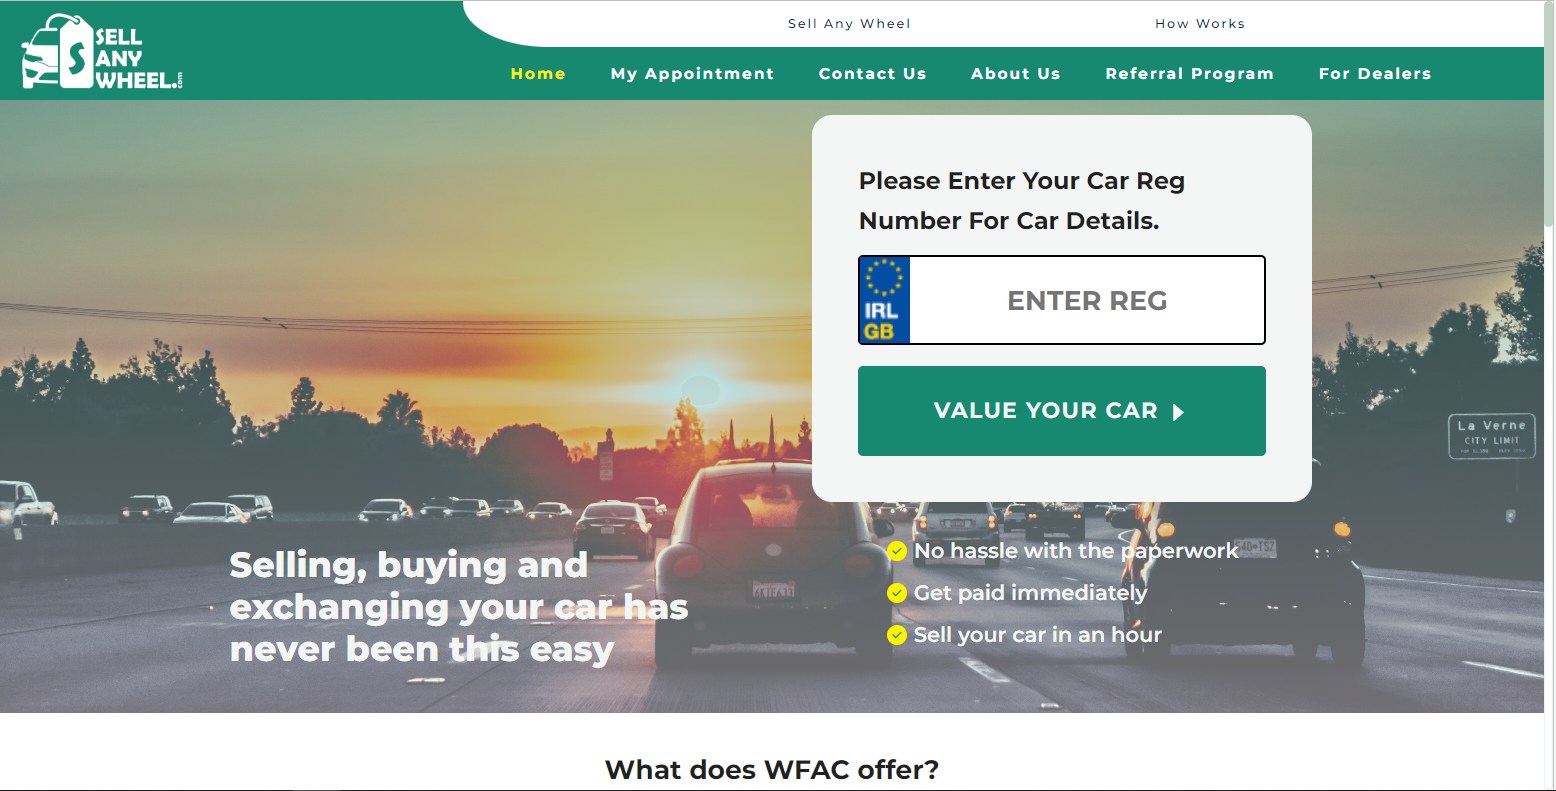 SELL
ANY
WHEEL.com
Sell Any Wheel
How Works
Home
My Appointment
Contact Us
About Us
Referral Program
For Dealers
Please Enter Your Car Reg
Number For Car Details.
IRL
GB
ENTER REG
VALUE YOUR CAR
La Verne
CITY LIMIT
Selling, buying and
exchanging your car has
never been this easy
No hassle with the paperwork
Get paid immediately
Sell your car in an hour
What does WFAC offer?